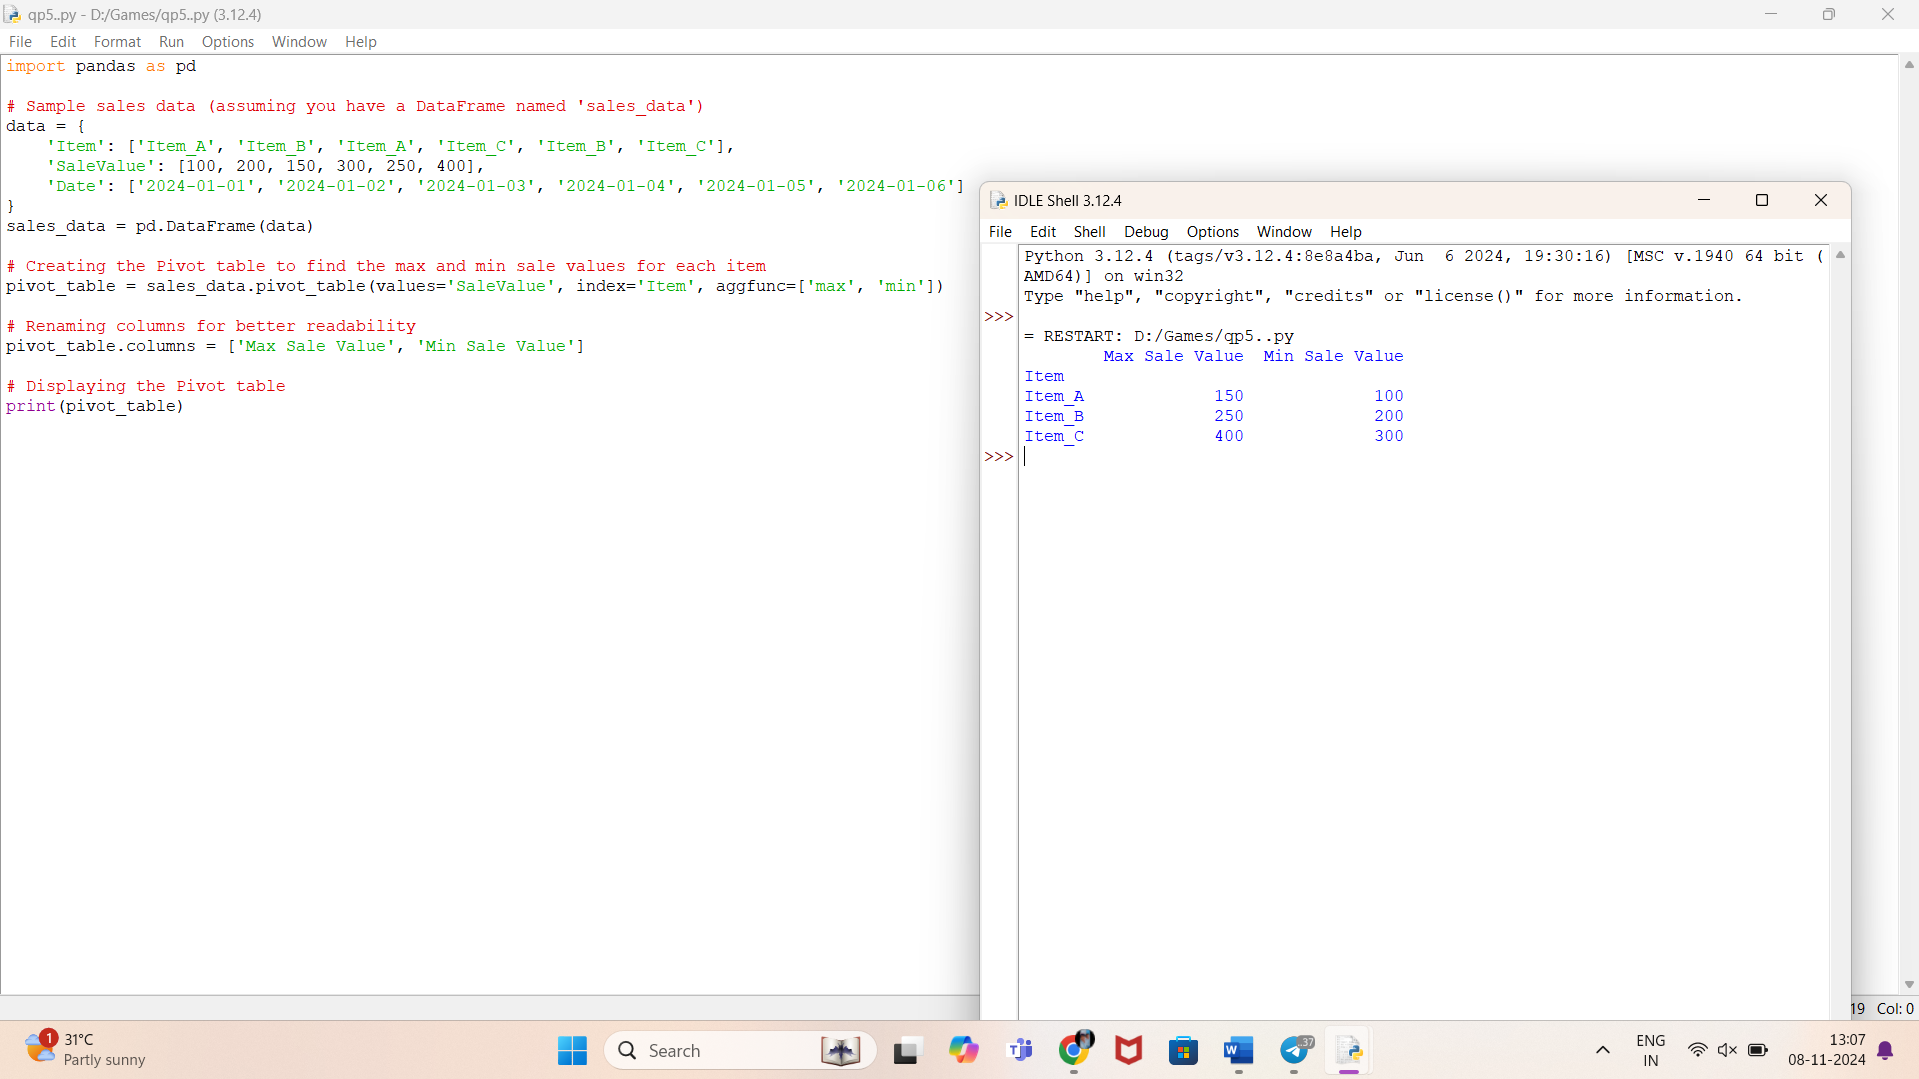 qp5..py - D:/Games/qp5..py (3.12.4)
File Edit Format Run Options Window Help
import pandas as pd
# Sample sales data (assuming you have a DataFrame named 'sales_data')
data = {
    'Item': ['Item_A', 'Item_B', 'Item_A', 'Item_C', 'Item_B', 'Item_C'],
    'SaleValue': [100, 200, 150, 300, 250, 400],
    'Date': ['2024-01-01', '2024-01-02', '2024-01-03', '2024-01-04', '2024-01-05', '2024-01-06']
}
sales_data = pd.DataFrame(data)
# Creating the Pivot table to find the max and min sale values for each item
pivot_table = sales_data.pivot_table(values='SaleValue', index='Item', aggfunc=['max', 'min'])
# Renaming columns for better readability
pivot_table.columns = ['Max Sale Value', 'Min Sale Value']
# Displaying the Pivot table
print(pivot_table)
IDLE Shell 3.12.4
File Edit Shell Debug Options Window Help
Python 3.12.4 (tags/v3.12.4:8e8a4ba, Jun  6 2024, 19:30:16) [MSC v.1940 64 bit (
AMD64)] on win32
Type "help", "copyright", "credits" or "license()" for more information.
>>>
= RESTART: D:/Games/qp5..py
        Max Sale Value  Min Sale Value
Item
Item_A             150             100
Item_B             250             200
Item_C             400             300
>>>
19 Col: 0
1
31°C
Partly sunny
Search
37
ENG
IN
13:07
08-11-2024